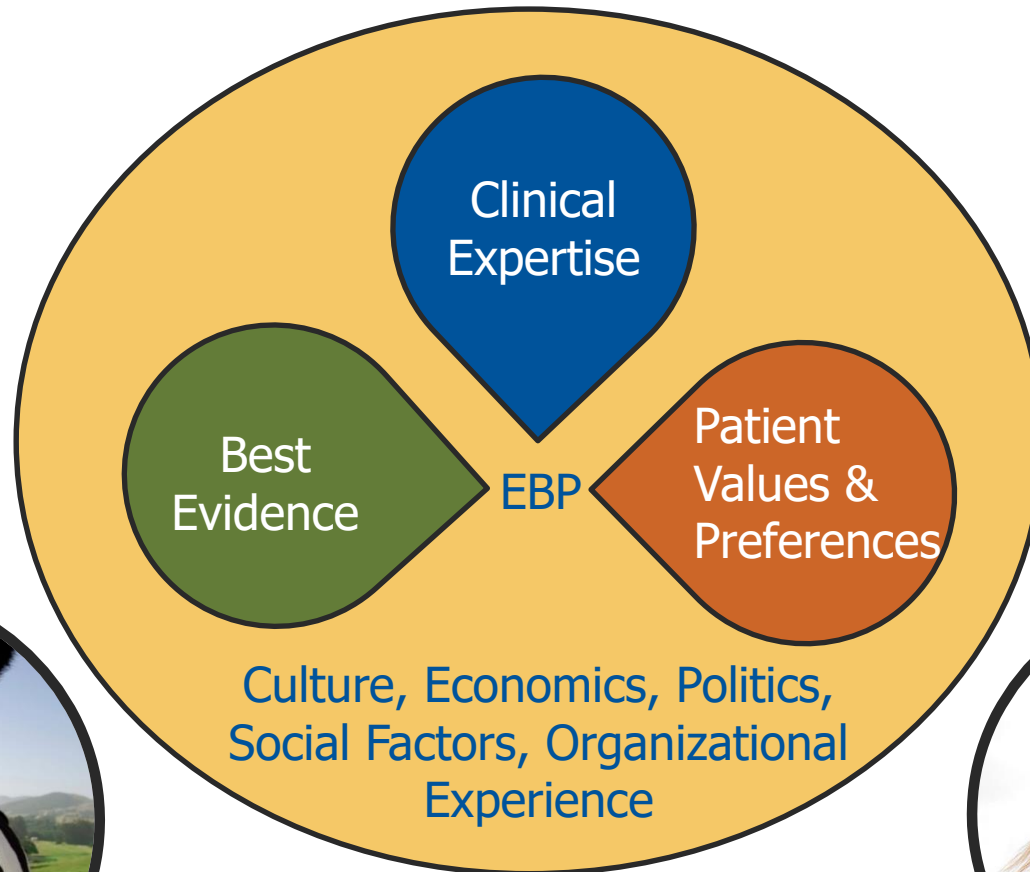 Clinical
Expertise
Best
Evidence
EBP
Patient
Values &
Preferences
Culture, Economics, Politics,
Social Factors, Organizational
Experience